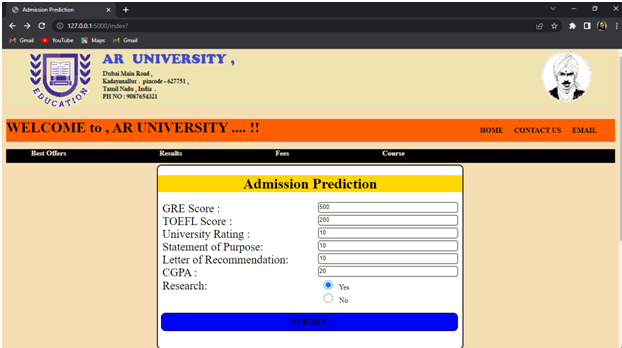 Admission Prediction
127.0.0.1:5000/index?
Gmail YouTube Maps Gmail
EDUCATION
AR UNIVERSITY ,
Dubai Main Road ,
Kadayanallur . pincode - 627751 ,
Tamil Nadu , India .
PH NO : 9087654321
WELCOME to , AR UNIVERSITY .... !!
HOME CONTACT US EMAIL
Best Offers Results Fees Course
Admission Prediction
GRE Score : 500
TOEFL Score : 200
University Rating : 10
Statement of Purpose: 10
Letter of Recommendation: 10
CGPA : 20
Research: Yes
No
SUBMIT